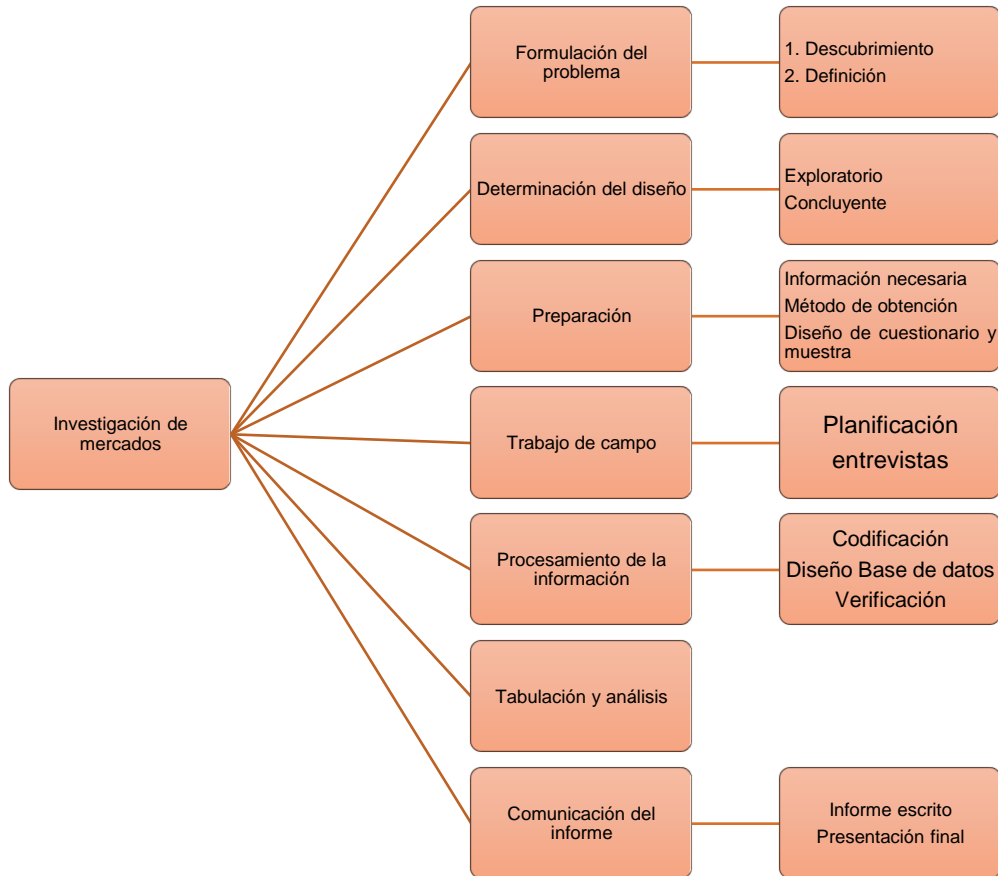 Investigación de
mercados
Formulación del
problema
1. Descubrimiento
2. Definición
Determinación del diseño
Exploratorio
Concluyente
Preparación
Información necesaria
Método de obtención
Diseño de cuestionario y
muestra
Trabajo de campo
Planificación
entrevistas
Procesamiento de la
información
Codificación
Diseño Base de datos
Verificación
Tabulación y análisis
Comunicación del
informe
Informe escrito
Presentación final